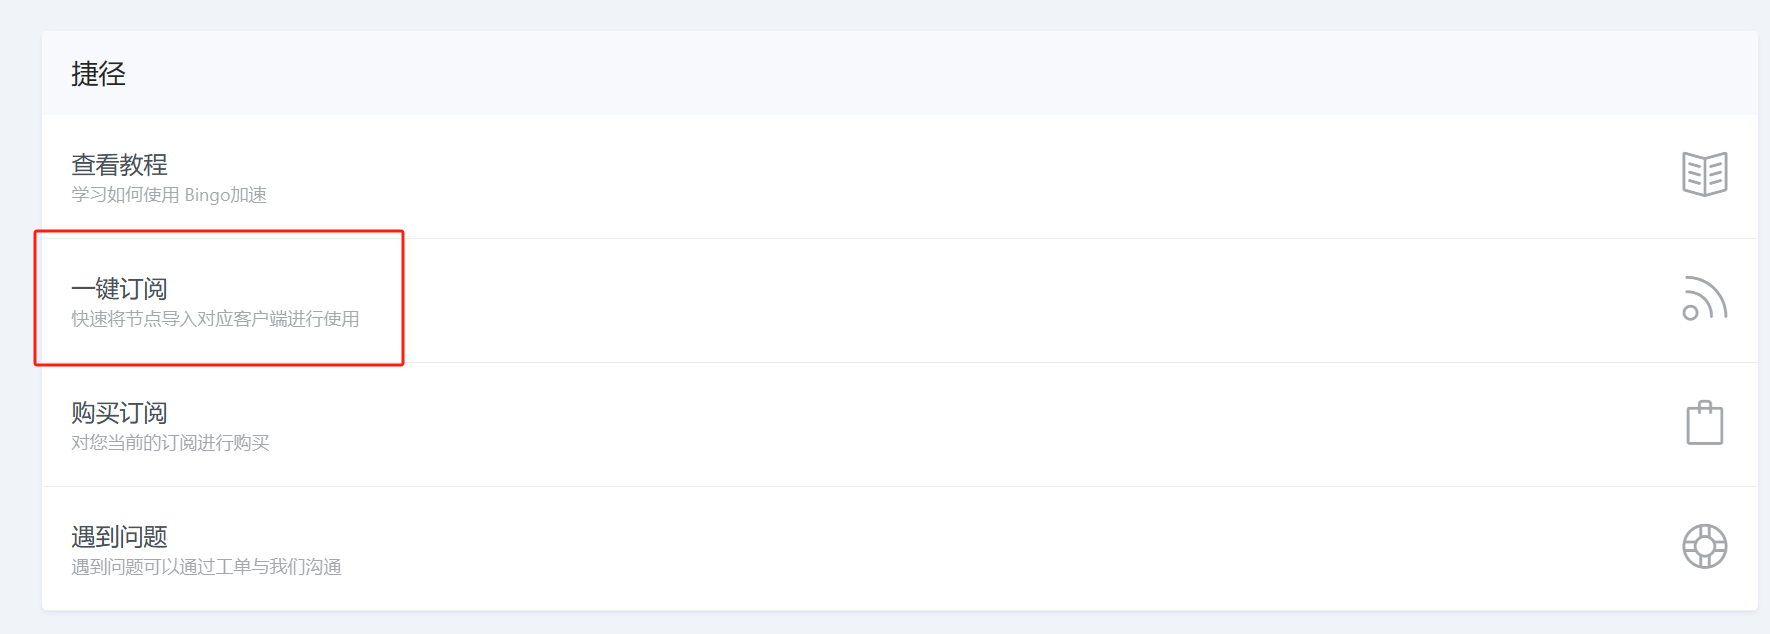 捷径
查看教程
学习如何使用 Bingo加速
一键订阅
快速将节点导入对应客户端进行使用
购买订阅
对您当前的订阅进行购买
遇到问题
遇到问题可以通过工单与我们沟通